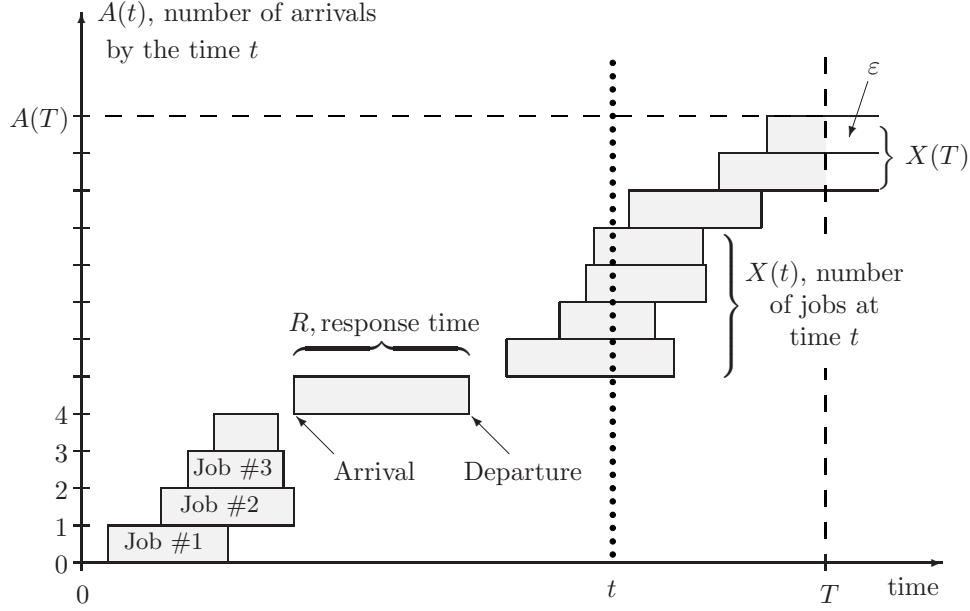 A(t), number of arrivals
by the time t
ε
A(T)
X(T)
X(t), number
of jobs at
time t
R, response time
4
Arrival
Departure
3
Job #3
2
Job #2
1
Job #1
0
0
t
T
time